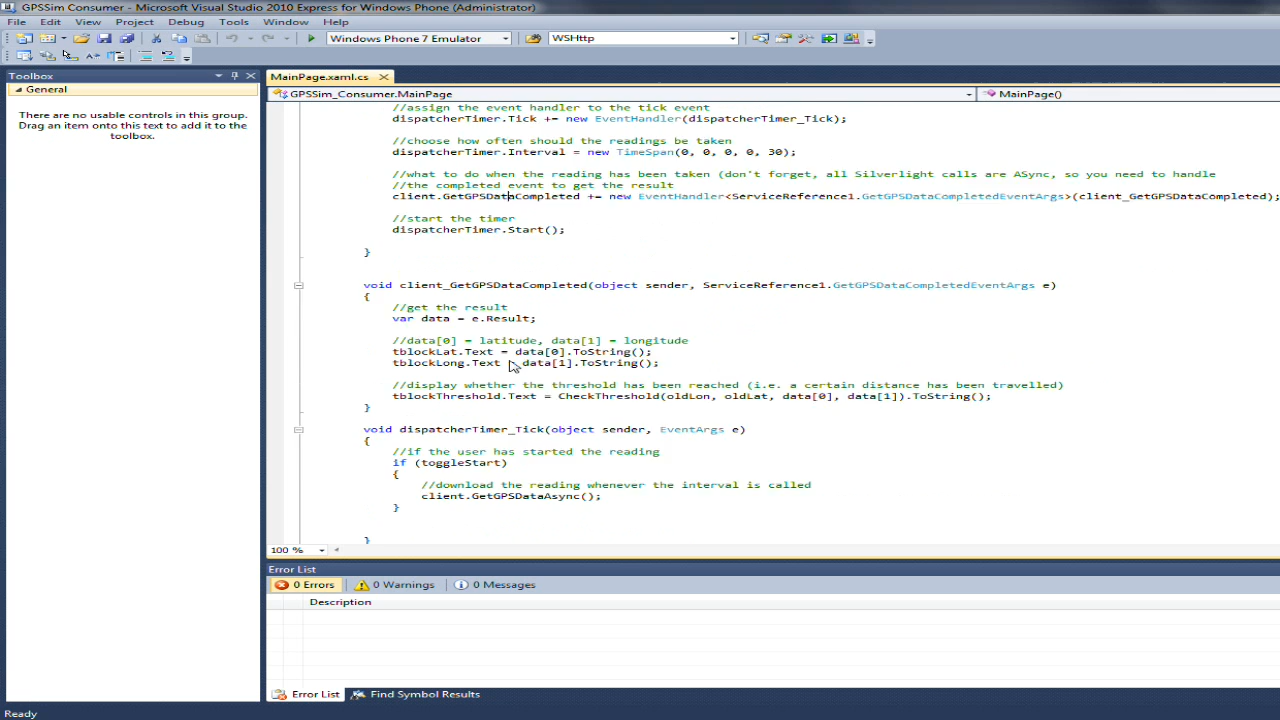 GPSSim Consumer - Microsoft Visual Studio 2010 Express for Windows Phone (Administrator)
File Edit View Project Debug Tools Window Help
Windows Phone 7 Emulator WSHttp
Toolbox
General
There are no usable controls in this group.
Drag an item onto this text to add it to the
toolbox.
MainPage.xaml.cs
GPSSim_Consumer.MainPage MainPage()
//assign the event handler to the tick event
dispatcherTimer.Tick += new EventHandler(dispatcherTimer_Tick);
//choose how often should the readings be taken
dispatcherTimer.Interval = new TimeSpan(0, 0, 0, 0, 30);
//what to do when the reading has been taken (don't forget, all Silverlight calls are ASync, so you need to handle
//the completed event to get the result
client.GetGPSDataCompleted += new EventHandler<ServiceReference1.GetGPSDataCompletedEventArgs>(client_GetGPSDataCompleted);
//start the timer
dispatcherTimer.Start();
}
void client_GetGPSDataCompleted(object sender, ServiceReference1.GetGPSDataCompletedEventArgs e)
{
//get the result
var data = e.Result;
//data[0] = latitude, data[1] = longitude
tblockLat.Text = data[0].ToString();
tblockLong.Text data[1].ToString();
//display whether the threshold has been reached (i.e. a certain distance has been travelled)
tblockThreshold.Text = CheckThreshold(oldLon, oldLat, data[0], data[1]).ToString();
}
void dispatcherTimer_Tick(object sender, EventArgs e)
{
//if the user has started the reading
if (toggleStart)
{
//download the reading whenever the interval is called
client.GetGPSDataAsync();
}
}
100 %
Error List
0 Errors 0 Warnings 0 Messages
Description
Error List Find Symbol Results
Ready